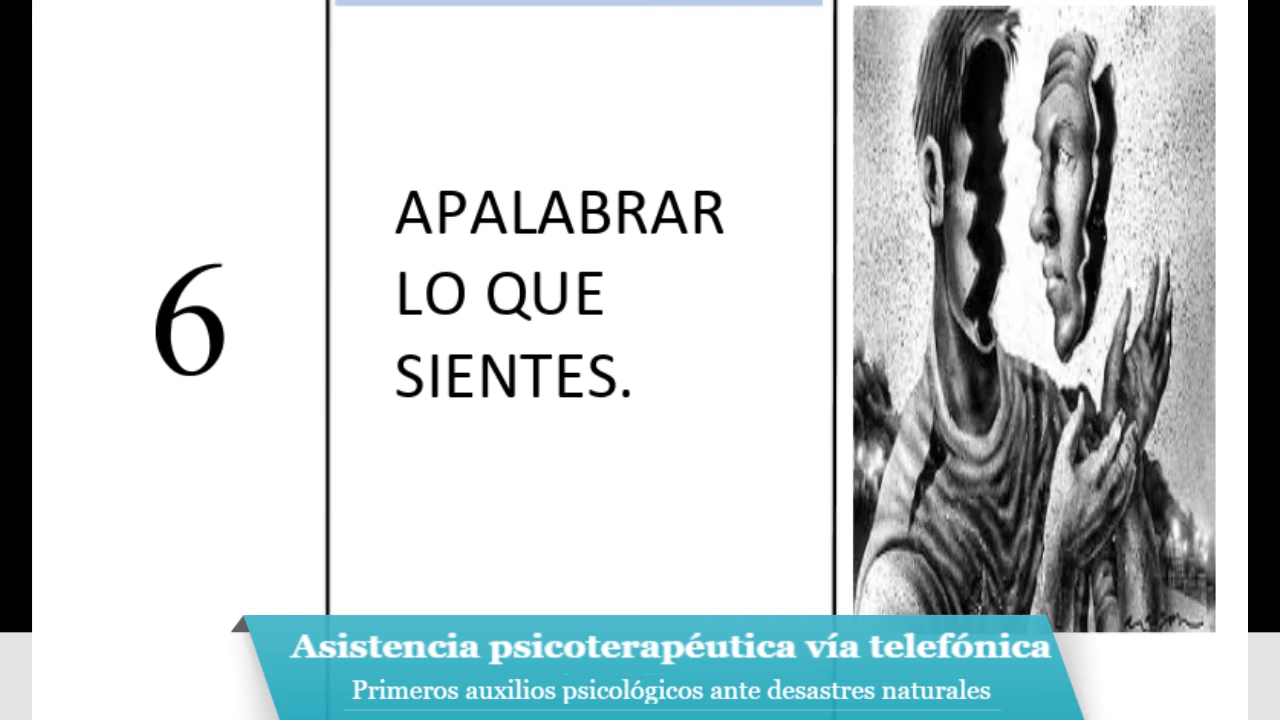 6
APALABRAR
LO QUE
SIENTES.
Asistencia psicoterapéutica vía telefónica
Primeros auxilios psicológicos ante desastres naturales